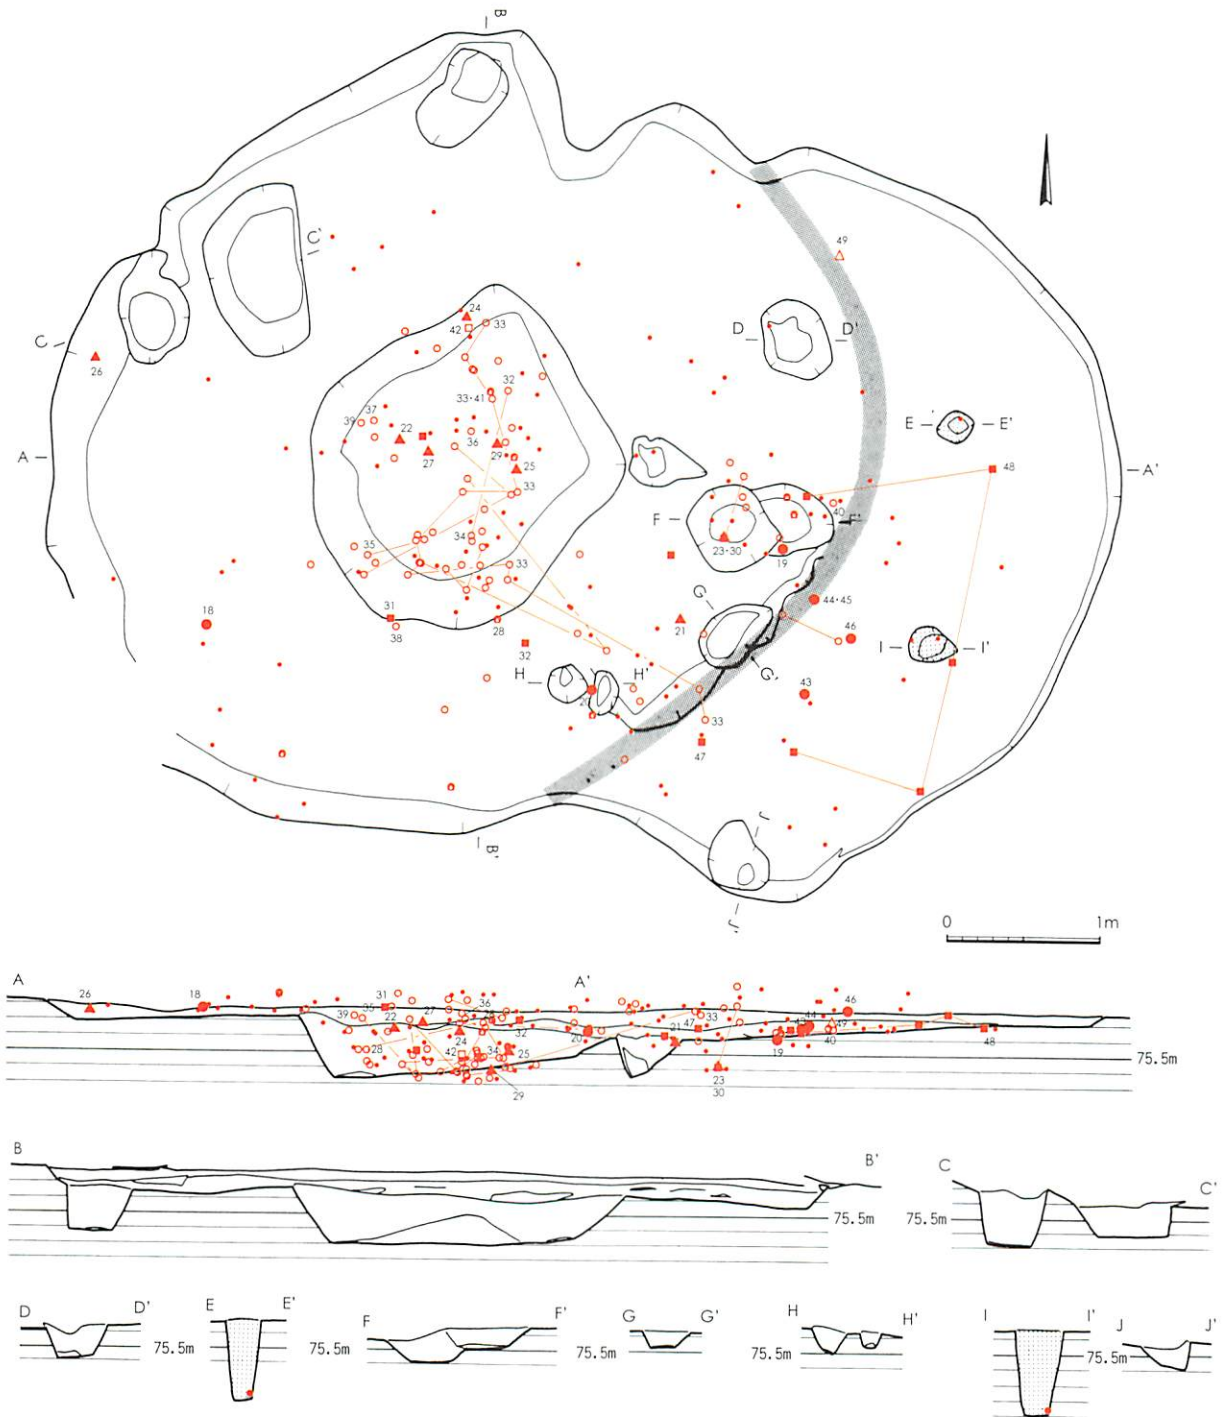 B
C'
49
24
42
33
D
D'
C
26
32
33・41
37
39
22
36
E
E'
A
27
29
25
48
A'
33
40
F
F'
34
35
23・30
19
18
31
38
28
G
44・45
21
46
32
I
I'
H
H'
G'
20
43
33
47
B'
J
J'
0
1m
A
A'
26
18
31
36
46
35
27
39
22
33
44
47
43
49
32
20
21
24
28
42
34
25
19
40
48
75.5m
23
30
29
B
B'
C
C'
75.5m
75.5m
D
D'
E
E'
F
F'
G
G'
H
H'
I
I'
J
J'
75.5m
75.5m
75.5m
75.5m
75.5m